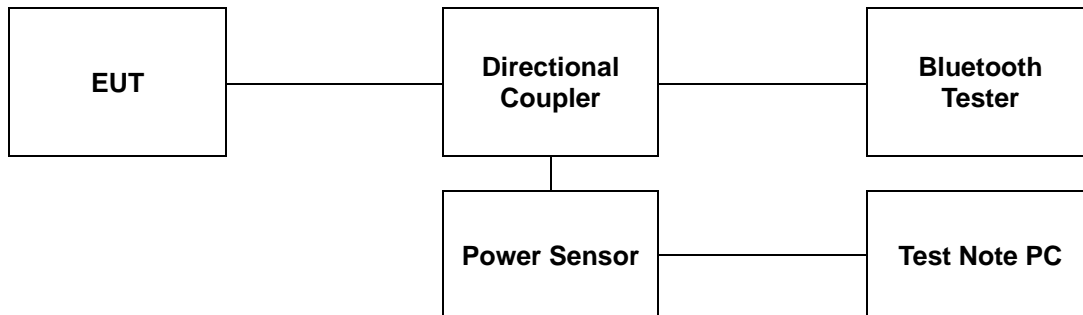 EUT
Directional
Coupler
Bluetooth
Tester
Power Sensor
Test Note PC